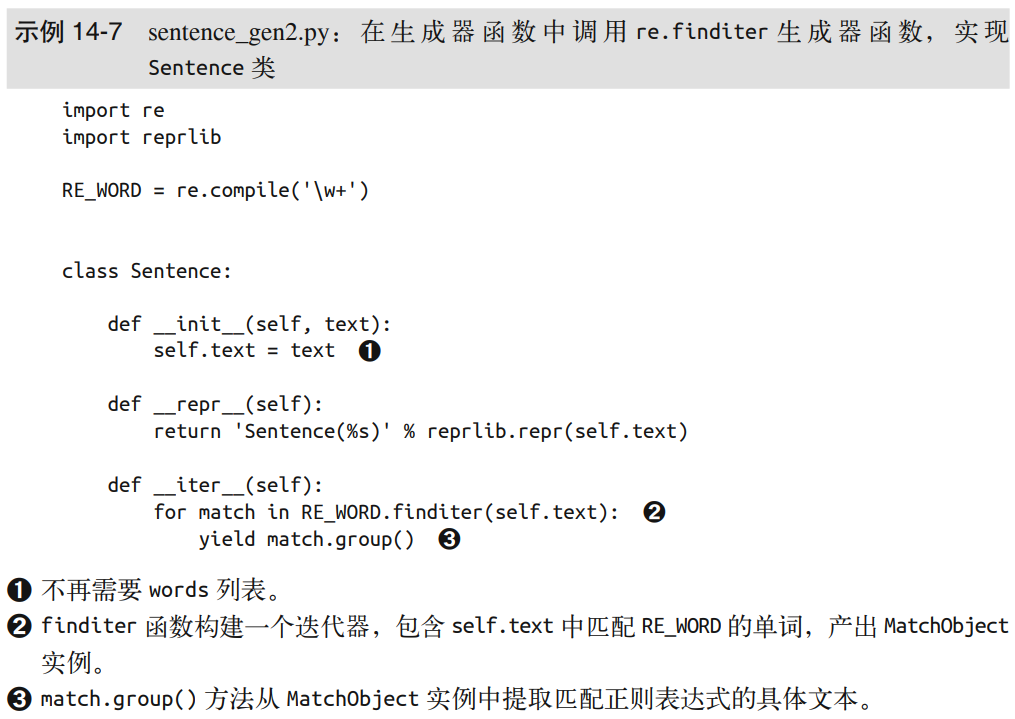 示例 14-7 sentence_gen2.py：在生成器函数中调用 re.finditer 生成器函数，实现
Sentence 类
import re
import reprlib
RE_WORD = re.compile('\w+')
class Sentence:
def __init__(self, text):
self.text = text ❶
def __repr__(self):
return 'Sentence(%s)' % reprlib.repr(self.text)
def __iter__(self):
for match in RE_WORD.finditer(self.text): ❷
yield match.group() ❸
❶ 不再需要 words 列表。
❷ finditer 函数构建一个迭代器，包含 self.text 中匹配 RE_WORD 的单词，产出 MatchObject
实例。
❸ match.group() 方法从 MatchObject 实例中提取匹配正则表达式的具体文本。